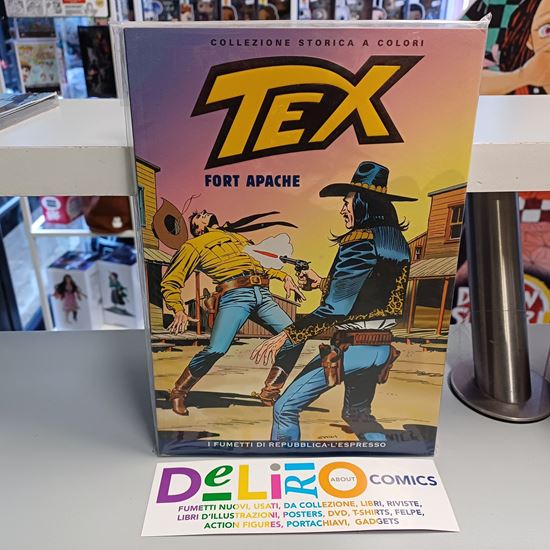 COLLEZIONE STORICA A COLORI
TEX
FORT APACHE
I FUMETTI DI REPUBBLICA-L'ESPRESSO
DeLiRiO ABOUT COMICS
FUMETTI NUOVI, USATI, DA COLLEZIONE, LIBRI, RIVISTE,
LIBRI D'ILLUSTRAZIONI, POSTERS, DVD, T-SHIRTS, FELPE,
ACTION FIGURES, PORTACHIAVI, GADGETS